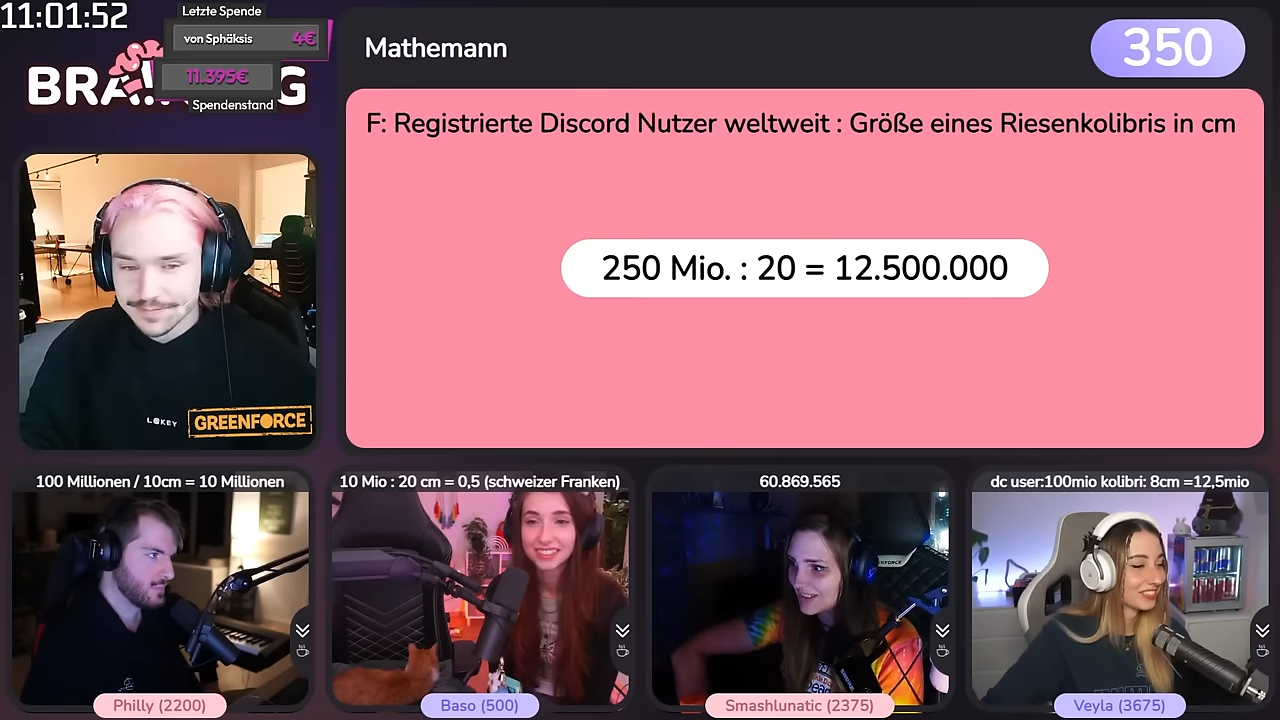 11:01:52
Letzte Spende
von Sphäksis 4€
11.395€
Spendenstand
Mathemann
350
F: Registrierte Discord Nutzer weltweit : Größe eines Riesenkolibris in cm
250 Mio. : 20 = 12.500.000
LOKEY
GREENFORCE
100 Millionen / 10cm = 10 Millionen
10 Mio : 20 cm = 0,5 (schweizer Franken)
60.869.565
dc user:100mio kolibri: 8cm =12,5mio
Philly (2200)
Baso (500)
Smashlunatic (2375)
Veyla (3675)